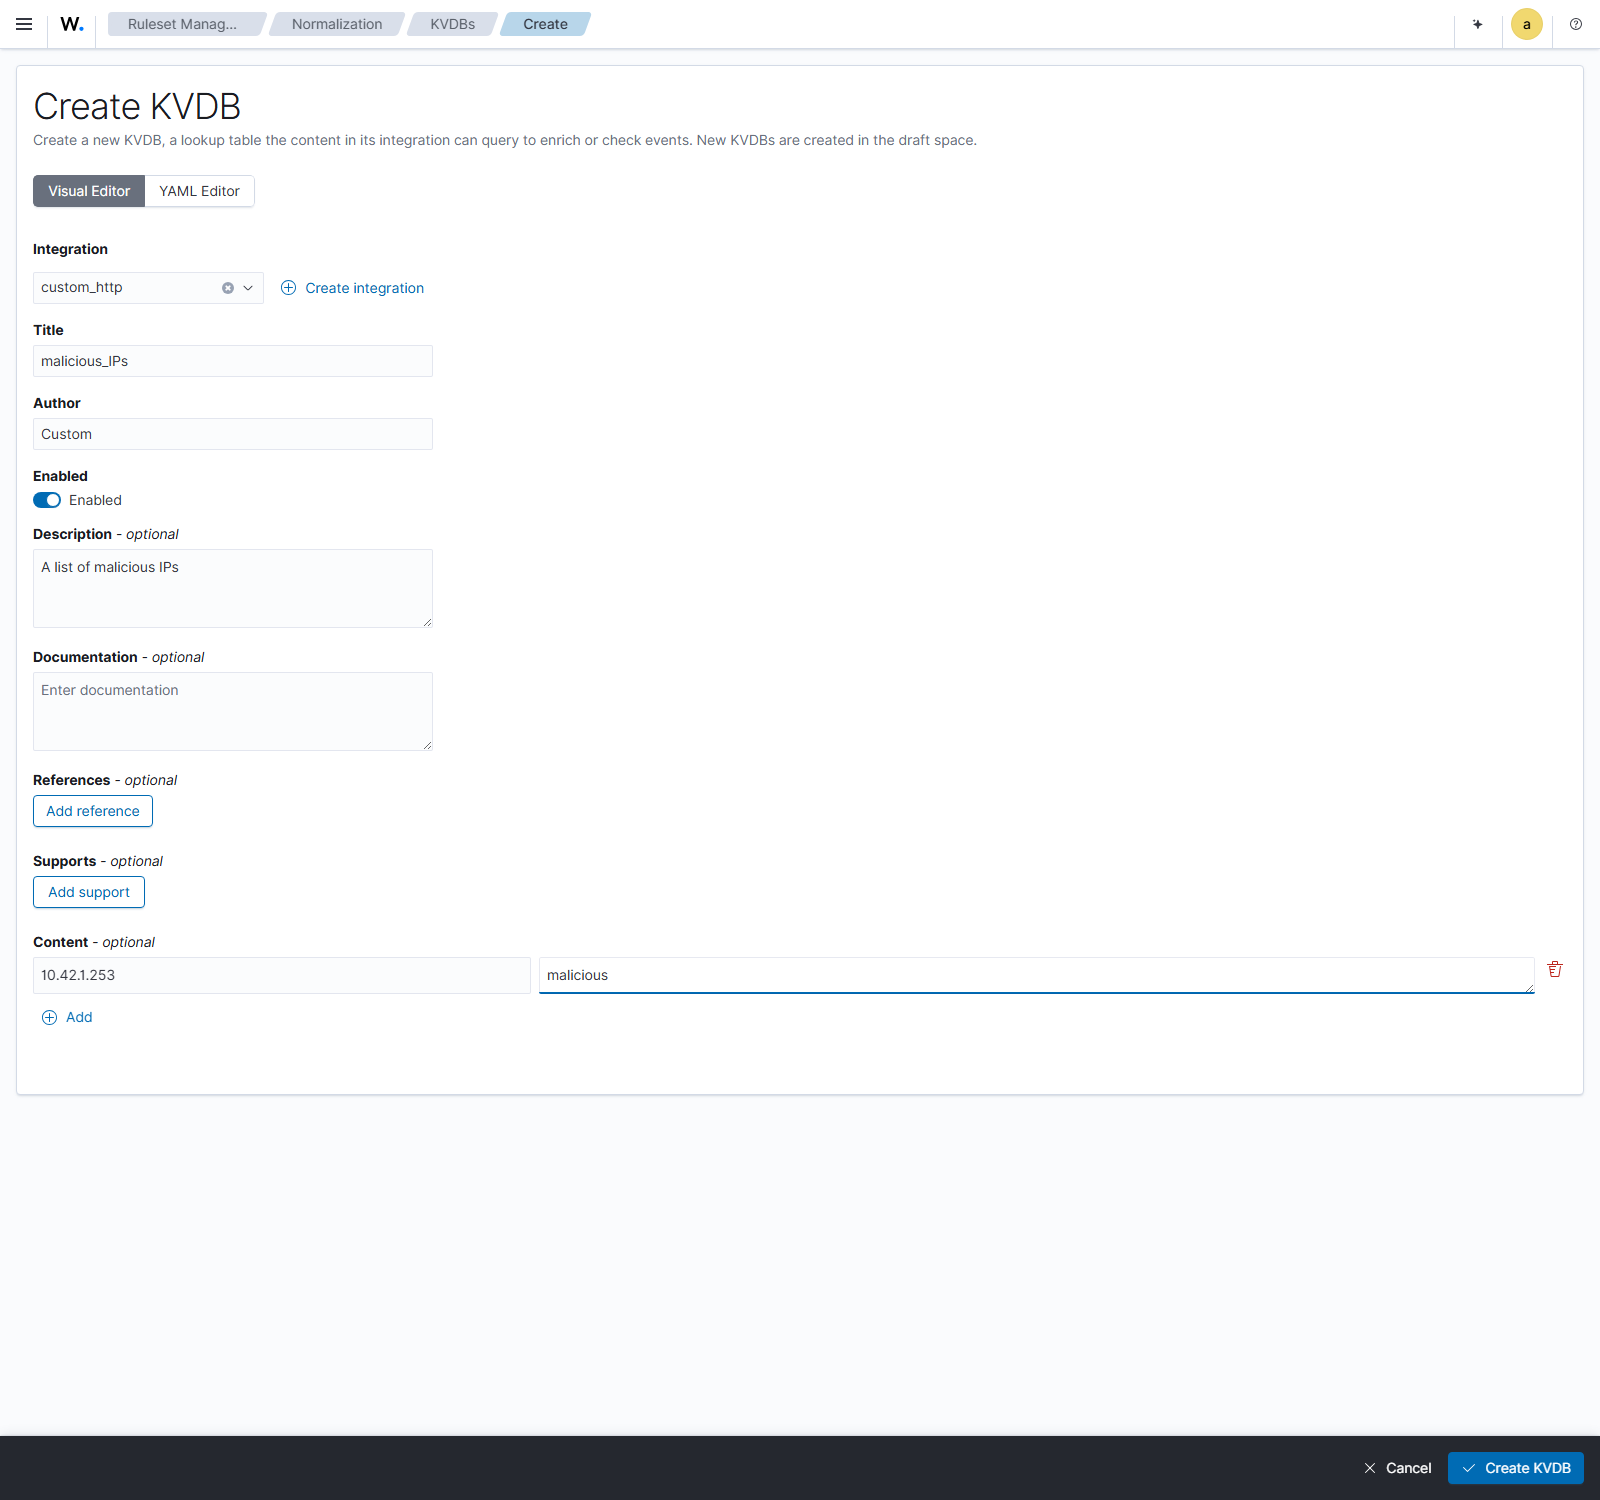 W. Ruleset Manag... Normalization KVDBs Create a
Create KVDB
Create a new KVDB, a lookup table the content in its integration can query to enrich or check events. New KVDBs are created in the draft space.
Visual Editor YAML Editor
Integration
custom_http Create integration
Title
malicious_IPs
Author
Custom
Enabled
Enabled
Description - optional
A list of malicious IPs
Documentation - optional
Enter documentation
References - optional
Add reference
Supports - optional
Add support
Content - optional
10.42.1.253 malicious
Add
Cancel Create KVDB